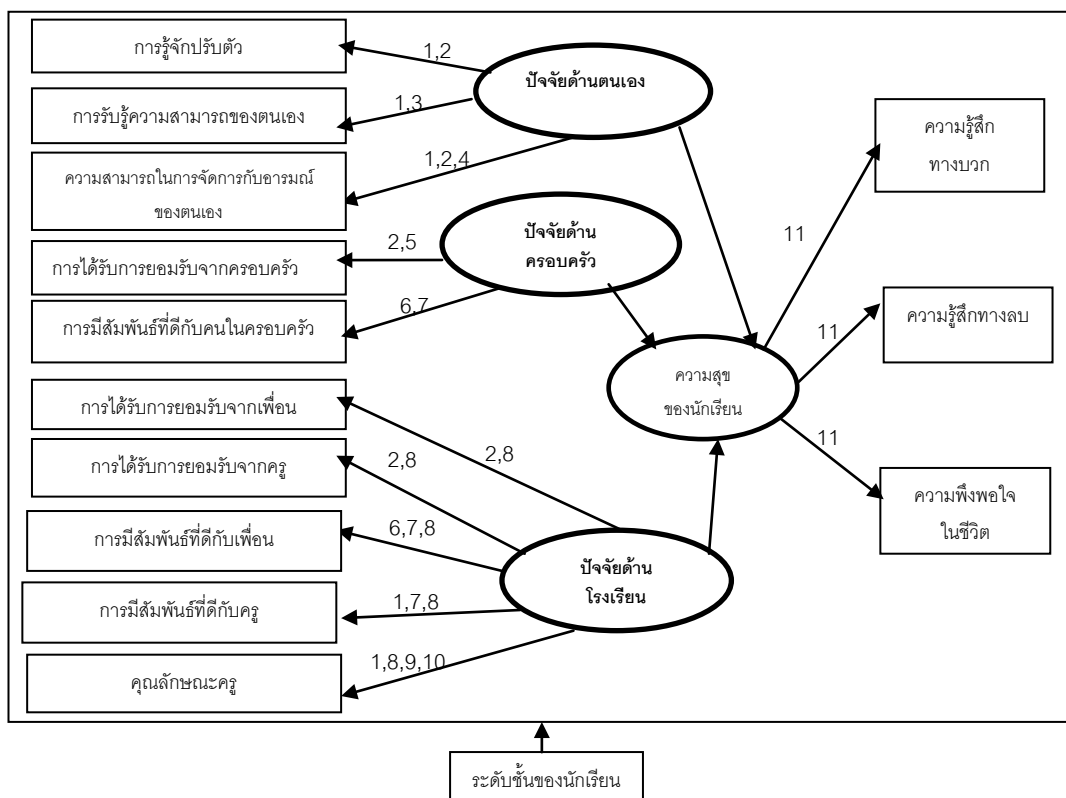 การรู้จักปรับตัว
1,2
ปัจจัยด้านตนเอง
การรับรู้ความสามารถของตนเอง
1,3
ความรู้สึก
ทางบวก
ความสามารถในการจัดการกับอารมณ์
ของตนเอง
1,2,4
การได้รับการยอมรับจากครอบครัว
2,5
ปัจจัยด้าน
ครอบครัว
11
การมีสัมพันธ์ที่ดีกับคนในครอบครัว
6,7
ความรู้สึกทางลบ
11
ความสุข
ของนักเรียน
การได้รับการยอมรับจากเพื่อน
2,8
11
การได้รับการยอมรับจากครู
2,8
ความพึงพอใจ
ในชีวิต
การมีสัมพันธ์ที่ดีกับเพื่อน
6,7,8
ปัจจัยด้าน
โรงเรียน
การมีสัมพันธ์ที่ดีกับครู
1,7,8
คุณลักษณะครู
1,8,9,10
ระดับชั้นของนักเรียน